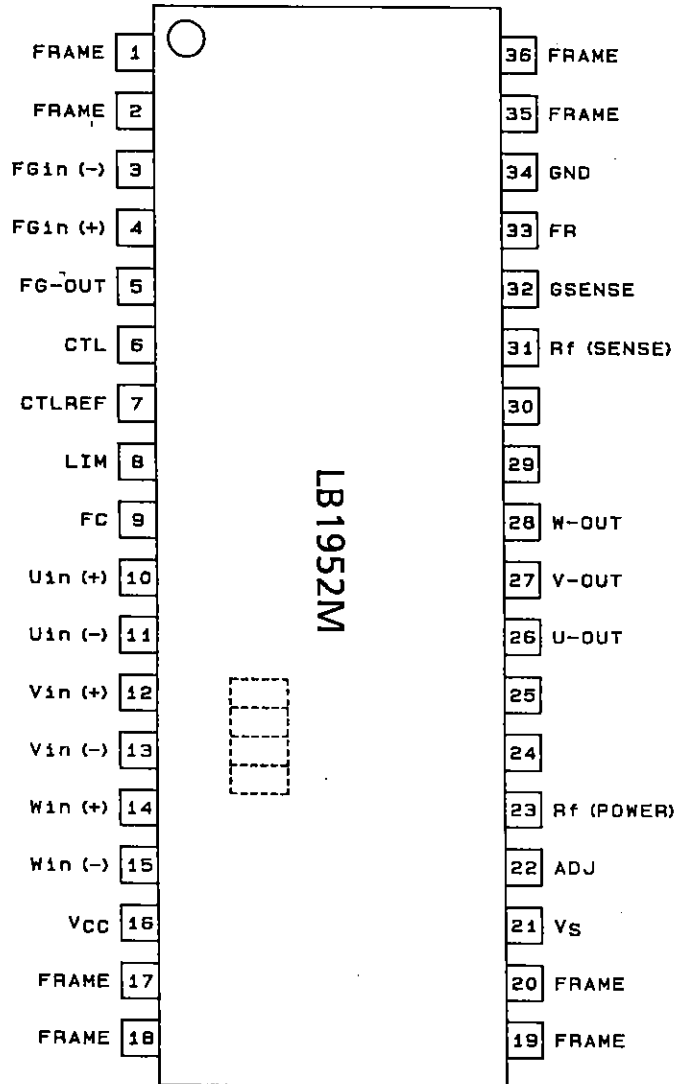 FRAME 1
FRAME 2
FGin (-) 3
FGin (+) 4
FG-OUT 5
CTL 6
CTLREF 7
LIM 8
FC 9
Uin (+) 10
Uin (-) 11
Vin (+) 12
Vin (-) 13
Win (+) 14
Win (-) 15
VCC 16
FRAME 17
FRAME 18
LB1952M
36 FRAME
35 FRAME
34 GND
33 FR
32 GSENSE
31 Rf (SENSE)
30
29
28 W-OUT
27 V-OUT
26 U-OUT
25
24
23 Rf (POWER)
22 ADJ
21 VS
20 FRAME
19 FRAME